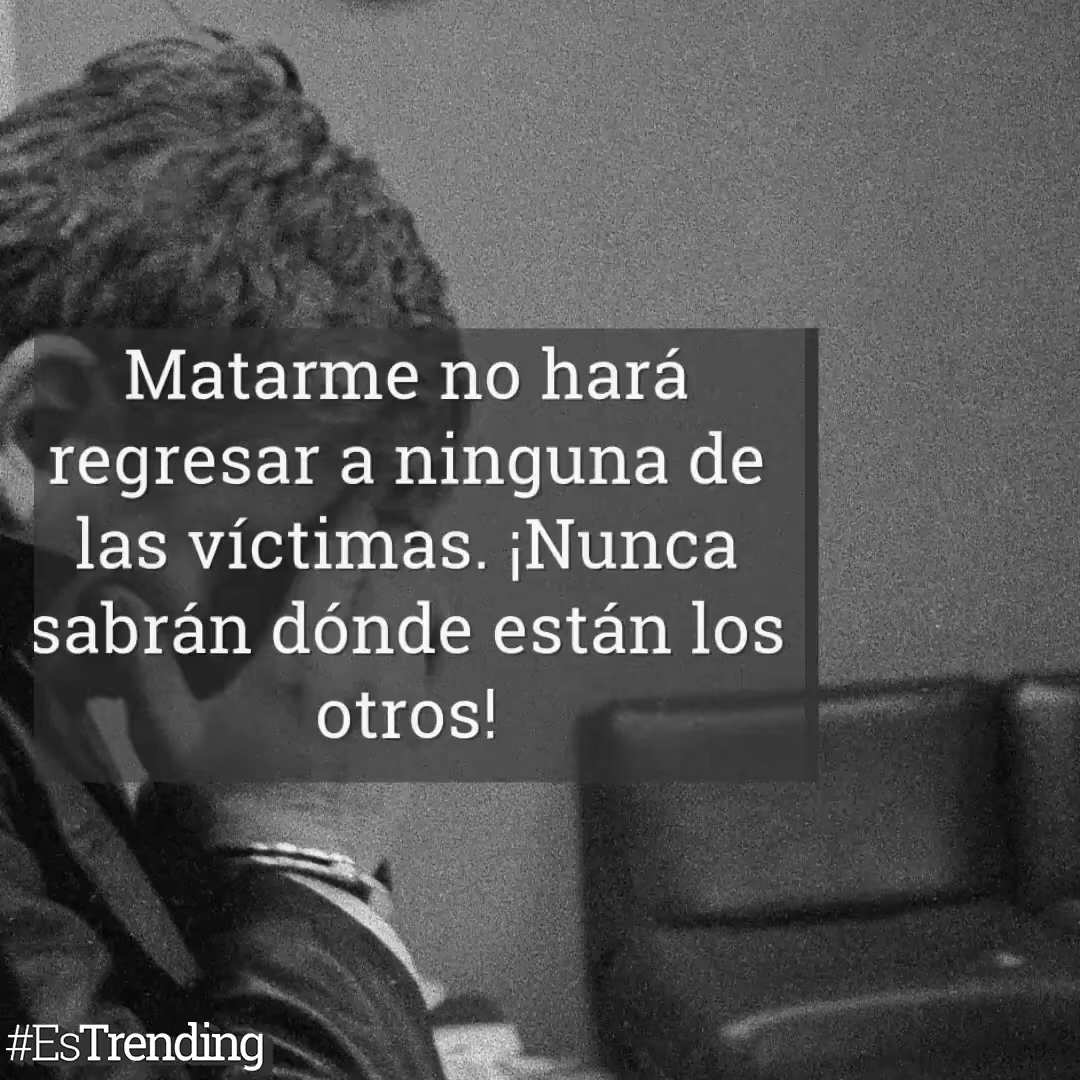 Matarme no hará
regresar a ninguna de
las víctimas. ¡Nunca
sabrán dónde están los
otros!
#EsTrending